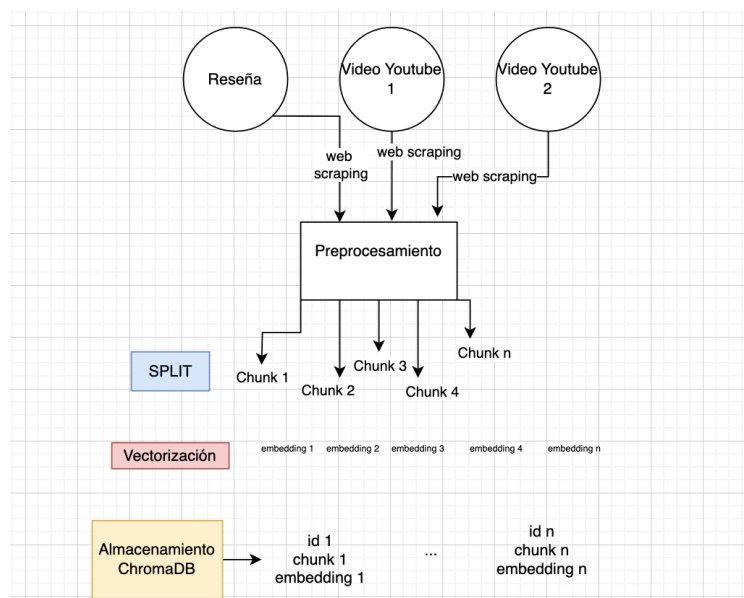 Reseña
Video Youtube
1
Video Youtube
2
web
scraping
web scraping
web scraping
Preprocesamiento
Chunk 1
Chunk 2
Chunk 3
Chunk 4
Chunk n
SPLIT
Vectorización
embedding 1
embedding 2
embedding 3
embedding 4
embedding n
Almacenamiento
ChromaDB
id 1
chunk 1
embedding 1
...
id n
chunk n
embedding n